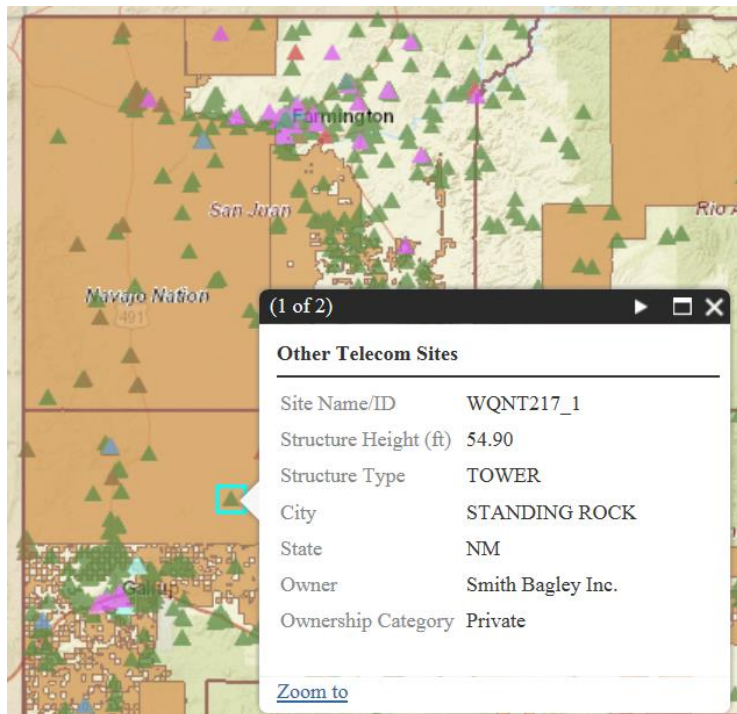 Farmington
San Juan
Rio A
Navajo Nation
491
(1 of 2)
Other Telecom Sites
Site Name/ID WQNT217_1
Structure Height (ft) 54.90
Structure Type TOWER
City STANDING ROCK
State NM
Owner Smith Bagley Inc.
Ownership Category Private
Gallup
Zoom to